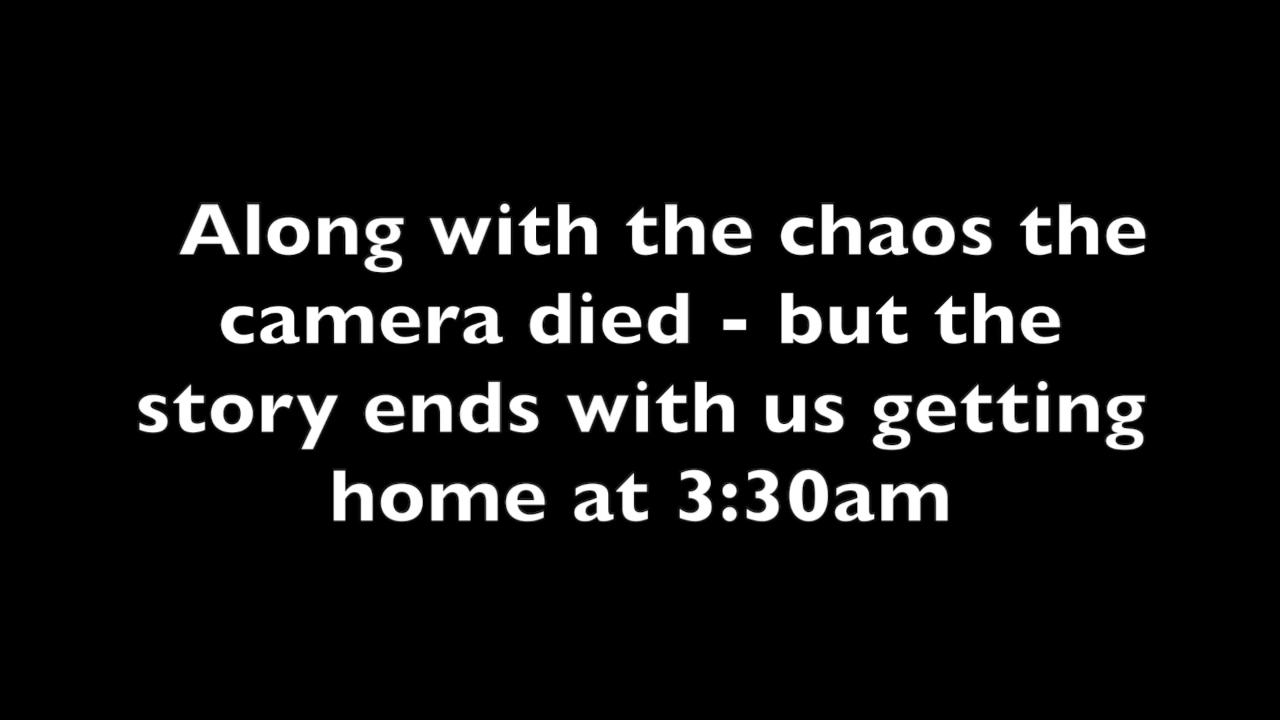 Along with the chaos the
camera died - but the
story ends with us getting
home at 3:30am